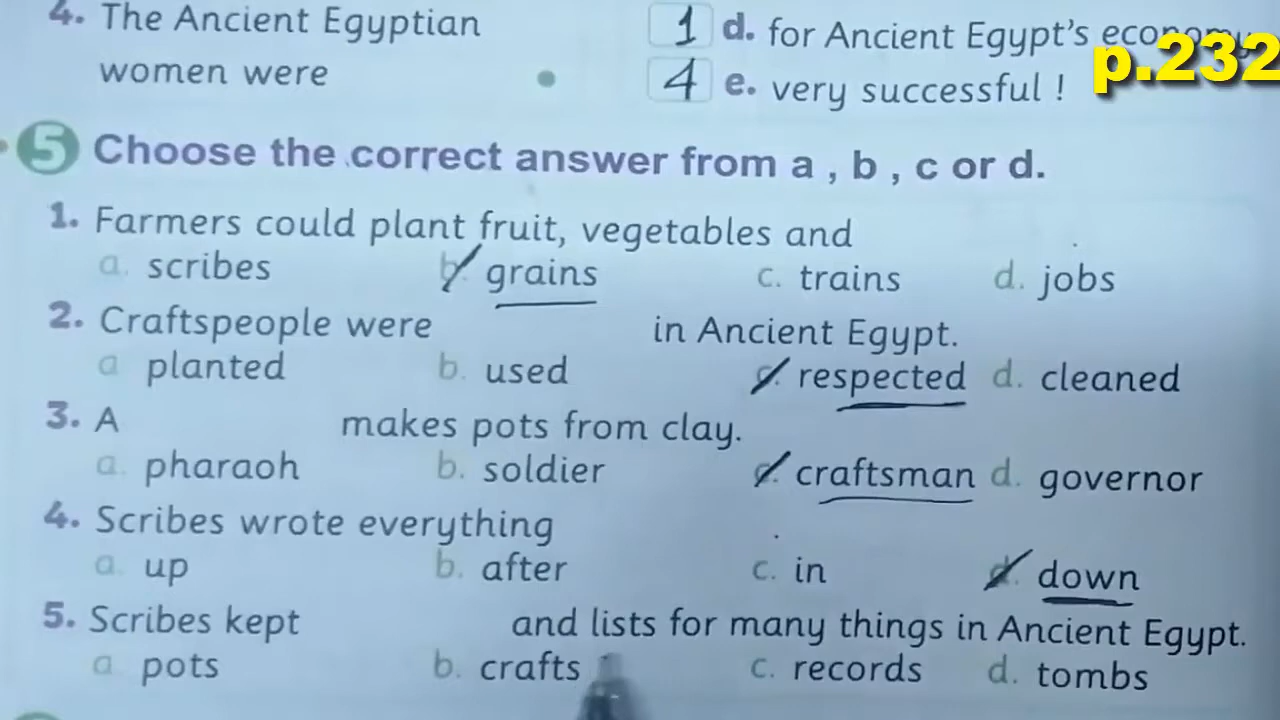 4. The Ancient Egyptian 1 d. for Ancient Egypt's economy
p.232
women were 4 e. very successful !
5 Choose the correct answer from a , b , c or d.
1. Farmers could plant fruit, vegetables and
a. scribes b. grains c. trains d. jobs
2. Craftspeople were in Ancient Egypt.
a planted b. used c. respected d. cleaned
3. A makes pots from clay.
a. pharaoh b. soldier c. craftsman d. governor
4. Scribes wrote everything
a. up b. after c. in d. down
5. Scribes kept and lists for many things in Ancient Egypt.
a pots b. crafts c. records d. tombs